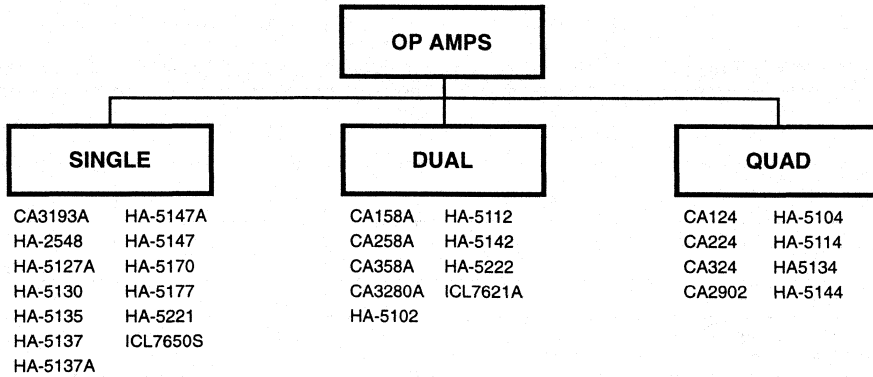 OP AMPS
SINGLE
CA3193A HA-5147A
HA-2548 HA-5147
HA-5127A HA-5170
HA-5130 HA-5177
HA-5135 HA-5221
HA-5137 ICL7650S
HA-5137A
DUAL
CA158A HA-5112
CA258A HA-5142
CA358A HA-5222
CA3280A ICL7621A
HA-5102
QUAD
CA124 HA-5104
CA224 HA-5114
CA324 HA5134
CA2902 HA-5144